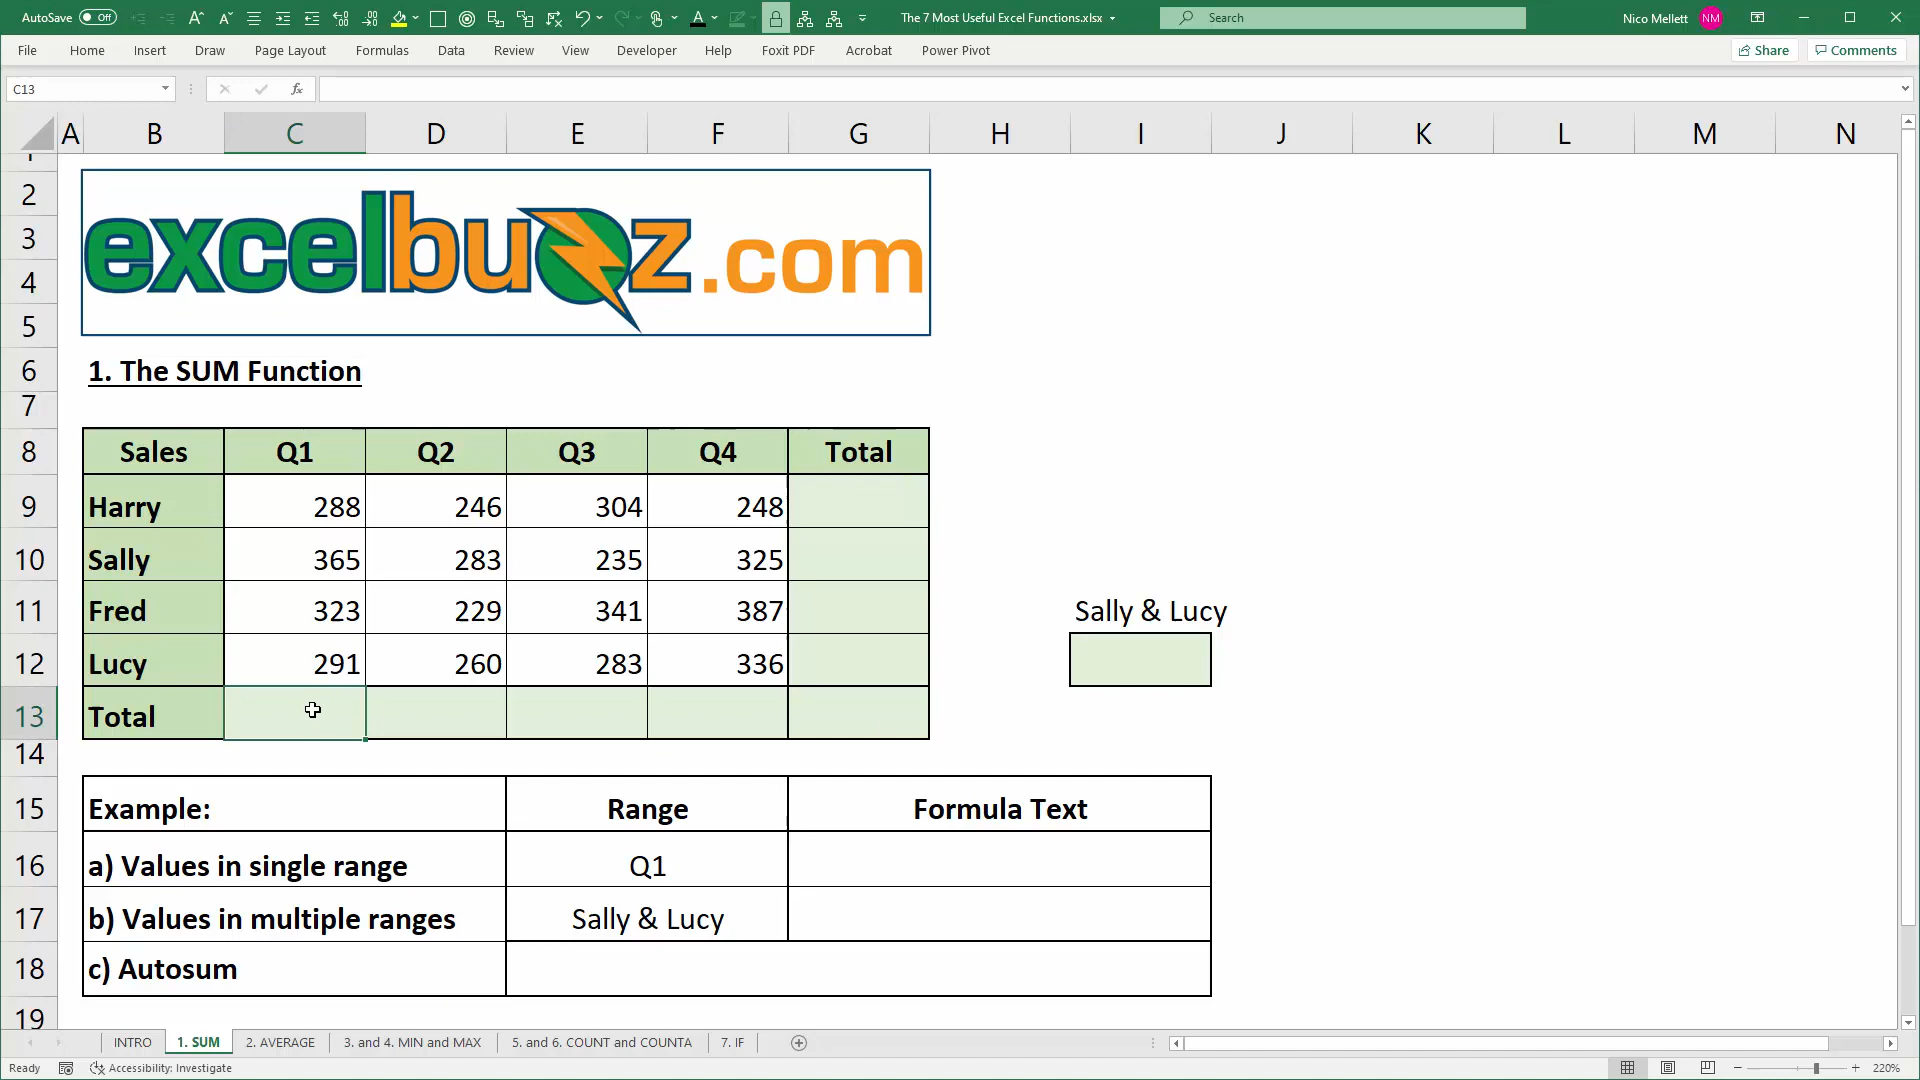 AutoSave Off
The 7 Most Useful Excel Functions.xlsx
Search
Nico Mellett NM
File Home Insert Draw Page Layout Formulas Data Review View Developer Help Foxit PDF Acrobat Power Pivot Share Comments
C13 fx
A B C D E F G H I J K L M N
2
3
4
5
excelbuzz.com
6 1. The SUM Function
7
8 Sales Q1 Q2 Q3 Q4 Total
9 Harry 288 246 304 248
10 Sally 365 283 235 325
11 Fred 323 229 341 387 Sally & Lucy
12 Lucy 291 260 283 336
13 Total
14
15 Example: Range Formula Text
16 a) Values in single range Q1
17 b) Values in multiple ranges Sally & Lucy
18 c) Autosum
19
INTRO 1. SUM 2. AVERAGE 3. and 4. MIN and MAX 5. and 6. COUNT and COUNTA 7. IF
Ready Accessibility: Investigate 220%